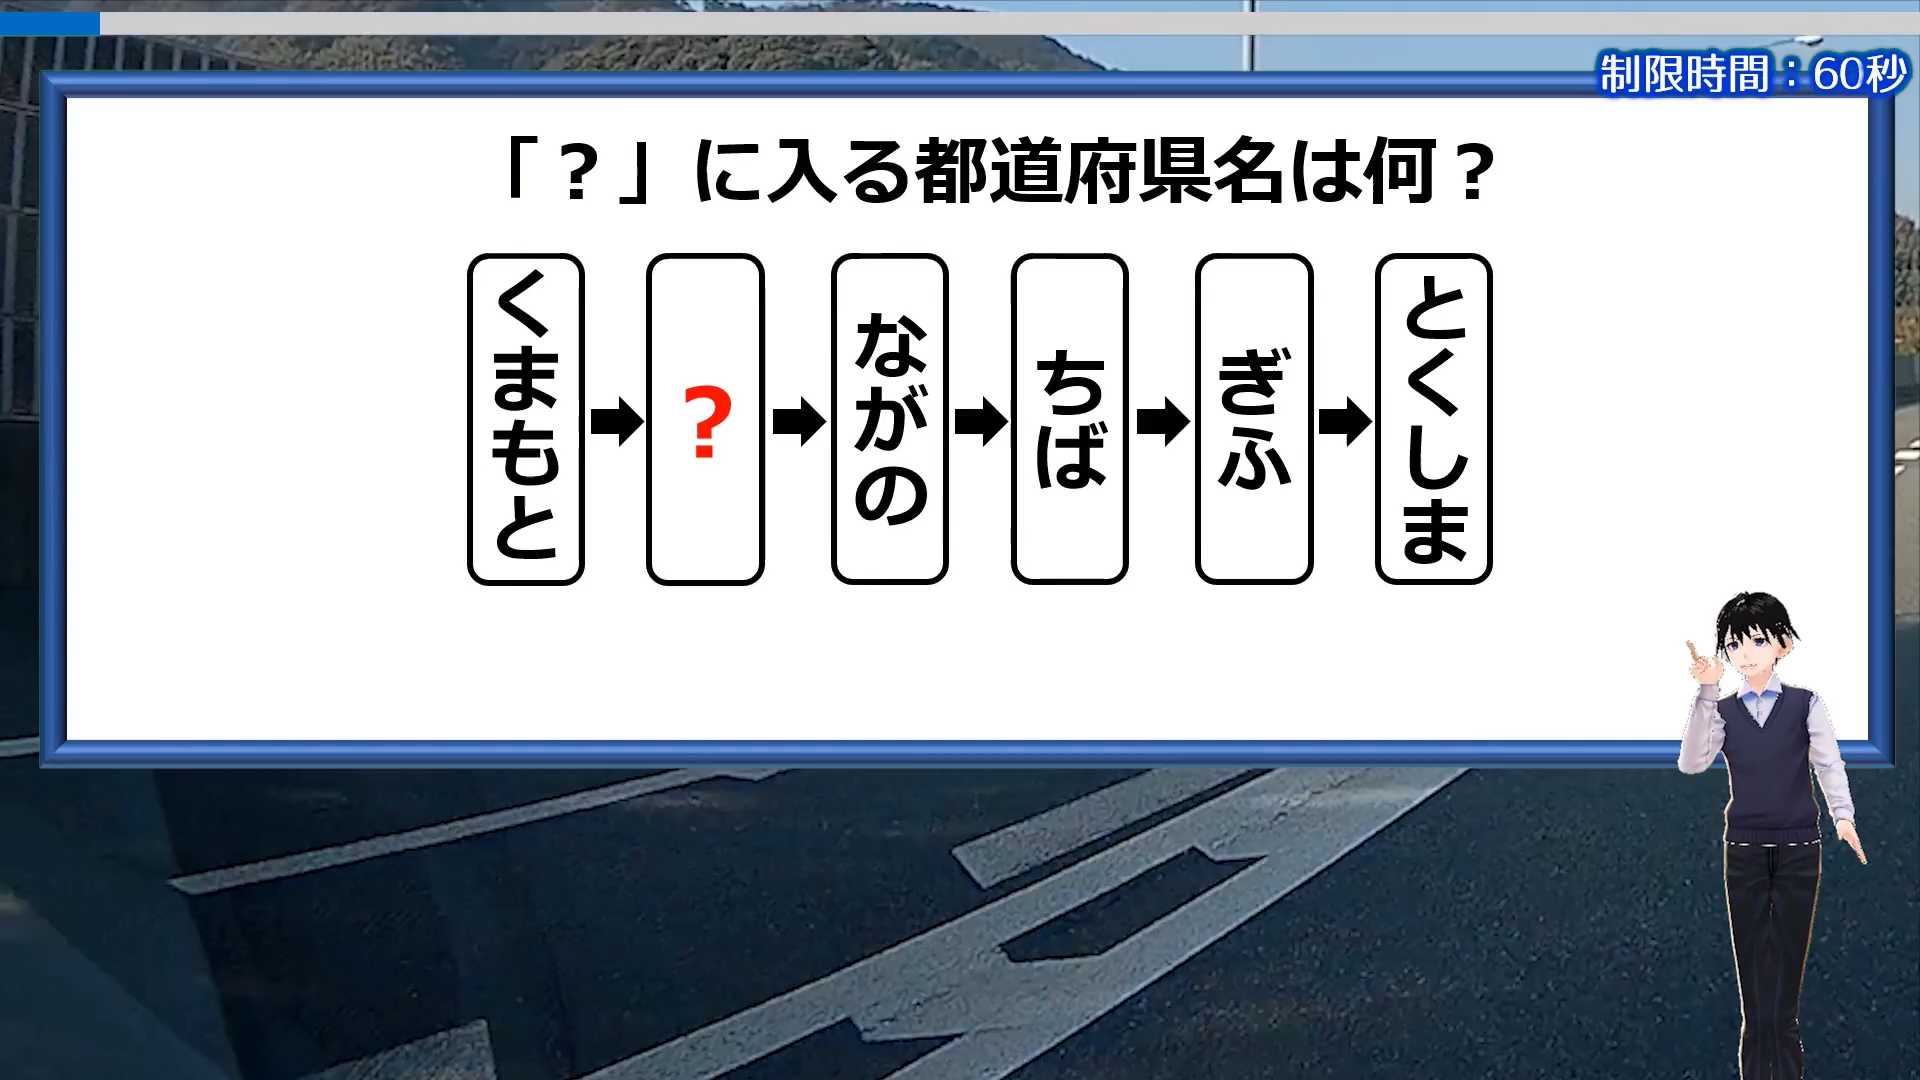 制限時間：60秒
「？」に入る都道府県名は何？
くまもと
？
ながの
ちば
ぎふ
とくしま